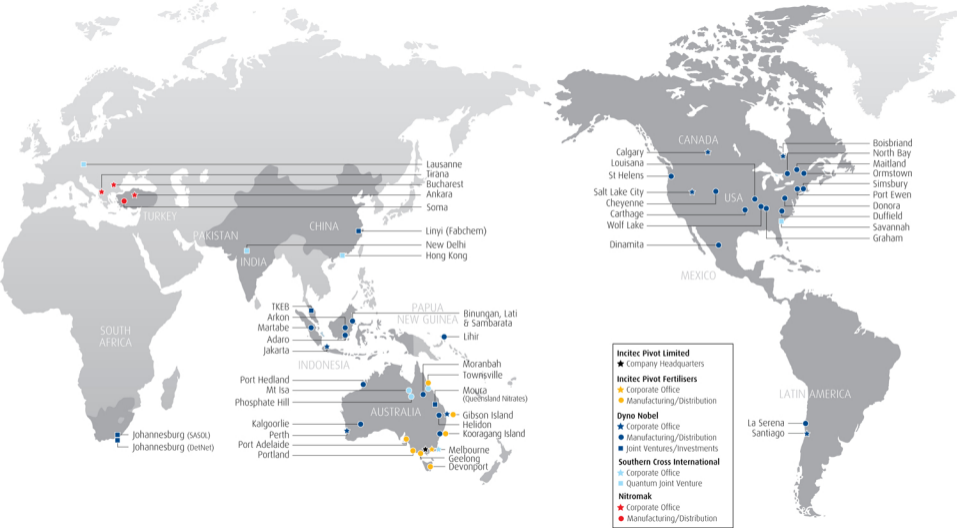 Lausanne
Tirana
Bucharest
Ankara
Soma
TURKEY
CHINA
Linyi (Fabchem)
PAKISTAN
New Delhi
Hong Kong
INDIA
TKEB
Arkon
Martabe
Adaro
Jakarta
PAPUA
NEW GUINEA
Binungan, Lati
& Sambarata
Lihir
SOUTH
AFRICA
INDONESIA
Moranbah
Townsville
Moura
(Queensland Nitrates)
Port Hedland
Mt Isa
Phosphate Hill
AUSTRALIA
Gibson Island
Helidon
Kooragang Island
Kalgoorlie
Perth
Port Adelaide
Portland
Melbourne
Geelong
Devonport
Johannesburg (SASOL)
Johannesburg (DetNet)
CANADA
Calgary
Louisana
St Helens
Salt Lake City
Cheyenne
Carthage
Wolf Lake
Dinamita
USA
MEXICO
Boisbriand
North Bay
Maitland
Ormstown
Simsbury
Port Ewen
Donora
Duffield
Savannah
Graham
LATIN AMERICA
La Serena
Santiago
Incitec Pivot Limited
Company Headquarters
Incitec Pivot Fertilisers
Corporate Office
Manufacturing/Distribution
Dyno Nobel
Corporate Office
Manufacturing/Distribution
Joint Ventures/Investments
Southern Cross International
Corporate Office
Quantum Joint Venture
Nitromak
Corporate Office
Manufacturing/Distribution